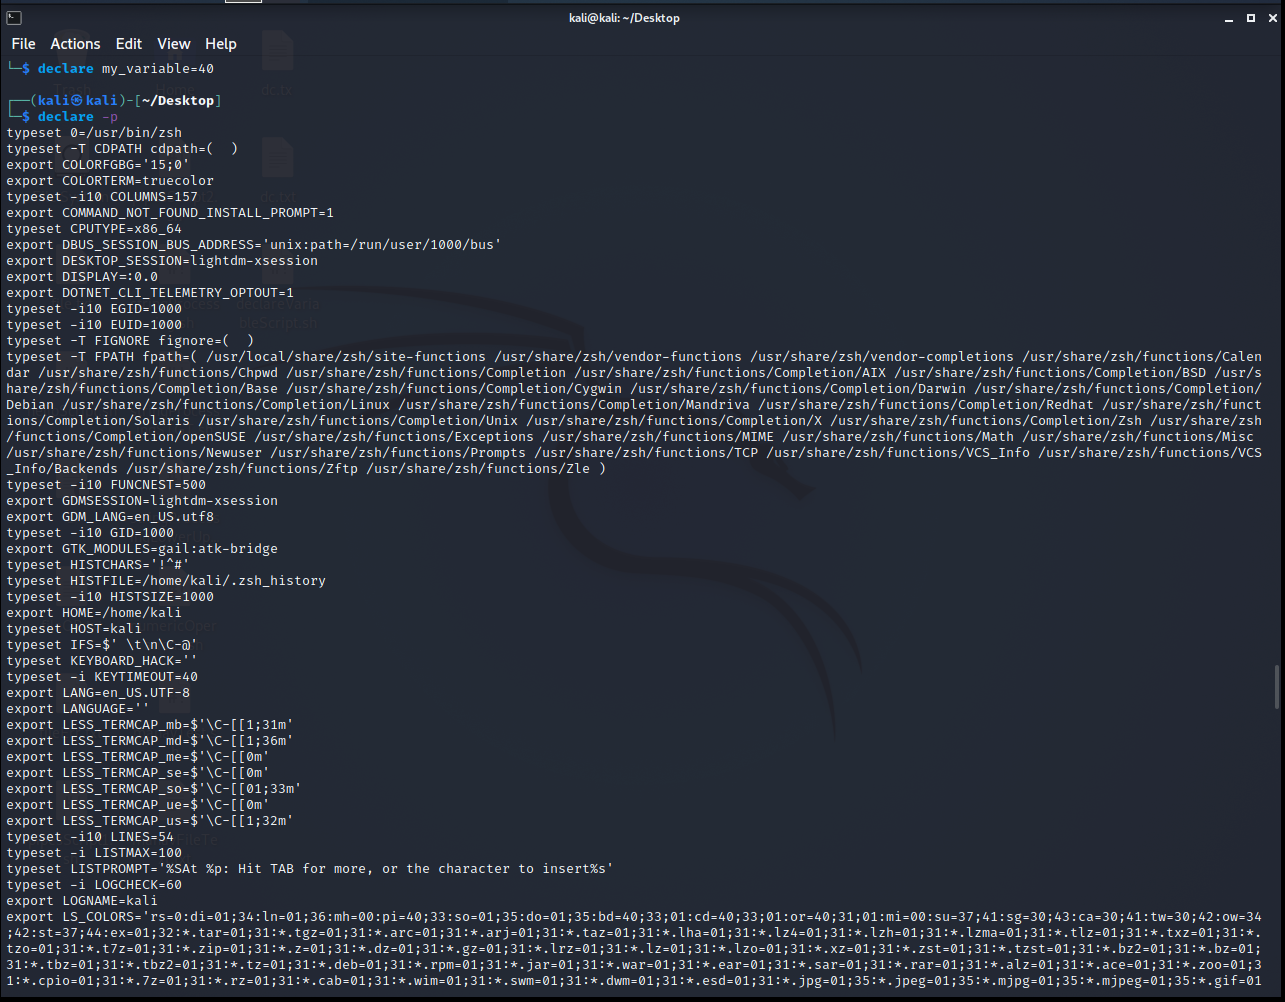 kali@kali: ~/Desktop
File Actions Edit View Help
└─$ declare my_variable=40
┌──(kali㉿kali)-[~/Desktop]
└─$ declare -p
typeset 0=/usr/bin/zsh
typeset -T CDPATH cdpath=(  )
export COLORFGBG='15;0'
export COLORTERM=truecolor
typeset -i10 COLUMNS=157
export COMMAND_NOT_FOUND_INSTALL_PROMPT=1
typeset CPUTYPE=x86_64
export DBUS_SESSION_BUS_ADDRESS='unix:path=/run/user/1000/bus'
export DESKTOP_SESSION=lightdm-xsession
export DISPLAY=:0.0
export DOTNET_CLI_TELEMETRY_OPTOUT=1
typeset -i10 EGID=1000
typeset -i10 EUID=1000
typeset -T FIGNORE fignore=(  )
typeset -T FPATH fpath=( /usr/local/share/zsh/site-functions /usr/share/zsh/vendor-functions /usr/share/zsh/vendor-completions /usr/share/zsh/functions/Calen
dar /usr/share/zsh/functions/Chpwd /usr/share/zsh/functions/Completion /usr/share/zsh/functions/Completion/AIX /usr/share/zsh/functions/Completion/BSD /usr/s
hare/zsh/functions/Completion/Base /usr/share/zsh/functions/Completion/Cygwin /usr/share/zsh/functions/Completion/Darwin /usr/share/zsh/functions/Completion/
Debian /usr/share/zsh/functions/Completion/Linux /usr/share/zsh/functions/Completion/Mandriva /usr/share/zsh/functions/Completion/Redhat /usr/share/zsh/funct
ions/Completion/Solaris /usr/share/zsh/functions/Completion/Unix /usr/share/zsh/functions/Completion/X /usr/share/zsh/functions/Completion/Zsh /usr/share/zsh
/functions/Completion/openSUSE /usr/share/zsh/functions/Exceptions /usr/share/zsh/functions/MIME /usr/share/zsh/functions/Math /usr/share/zsh/functions/Misc
/usr/share/zsh/functions/Newuser /usr/share/zsh/functions/Prompts /usr/share/zsh/functions/TCP /usr/share/zsh/functions/VCS_Info /usr/share/zsh/functions/VCS
_Info/Backends /usr/share/zsh/functions/Zftp /usr/share/zsh/functions/Zle )
typeset -i10 FUNCNEST=500
export GDMSESSION=lightdm-xsession
export GDM_LANG=en_US.utf8
typeset -i10 GID=1000
export GTK_MODULES=gail:atk-bridge
typeset HISTCHARS='!^#'
typeset HISTFILE=/home/kali/.zsh_history
typeset -i10 HISTSIZE=1000
export HOME=/home/kali
typeset HOST=kali
typeset IFS=$' \t\n\C-@'
typeset KEYBOARD_HACK=''
typeset -i KEYTIMEOUT=40
export LANG=en_US.UTF-8
export LANGUAGE=''
export LESS_TERMCAP_mb=$'\C-[[1;31m'
export LESS_TERMCAP_md=$'\C-[[1;36m'
export LESS_TERMCAP_me=$'\C-[[0m'
export LESS_TERMCAP_se=$'\C-[[0m'
export LESS_TERMCAP_so=$'\C-[[01;33m'
export LESS_TERMCAP_ue=$'\C-[[0m'
export LESS_TERMCAP_us=$'\C-[[1;32m'
typeset -i10 LINES=54
typeset -i LISTMAX=100
typeset LISTPROMPT='%SAt %p: Hit TAB for more, or the character to insert%s'
typeset -i LOGCHECK=60
export LOGNAME=kali
export LS_COLORS='rs=0:di=01;34:ln=01;36:mh=00:pi=40;33:so=01;35:do=01;35:bd=40;33;01:cd=40;33;01:or=40;31;01:mi=00:su=37;41:sg=30;43:ca=30;41:tw=30;42:ow=34
;42:st=37;44:ex=01;32:*.tar=01;31:*.tgz=01;31:*.arc=01;31:*.arj=01;31:*.taz=01;31:*.lha=01;31:*.lz4=01;31:*.lzh=01;31:*.lzma=01;31:*.tlz=01;31:*.txz=01;31:*.
tzo=01;31:*.t7z=01;31:*.zip=01;31:*.z=01;31:*.dz=01;31:*.gz=01;31:*.lrz=01;31:*.lz=01;31:*.lzo=01;31:*.xz=01;31:*.zst=01;31:*.tzst=01;31:*.bz2=01;31:*.bz=01;
31:*.tbz=01;31:*.tbz2=01;31:*.tz=01;31:*.deb=01;31:*.rpm=01;31:*.jar=01;31:*.war=01;31:*.ear=01;31:*.sar=01;31:*.rar=01;31:*.alz=01;31:*.ace=01;31:*.zoo=01;3
1:*.cpio=01;31:*.7z=01;31:*.rz=01;31:*.cab=01;31:*.wim=01;31:*.swm=01;31:*.dwm=01;31:*.esd=01;31:*.jpg=01;35:*.jpeg=01;35:*.mjpg=01;35:*.mjpeg=01;35:*.gif=01